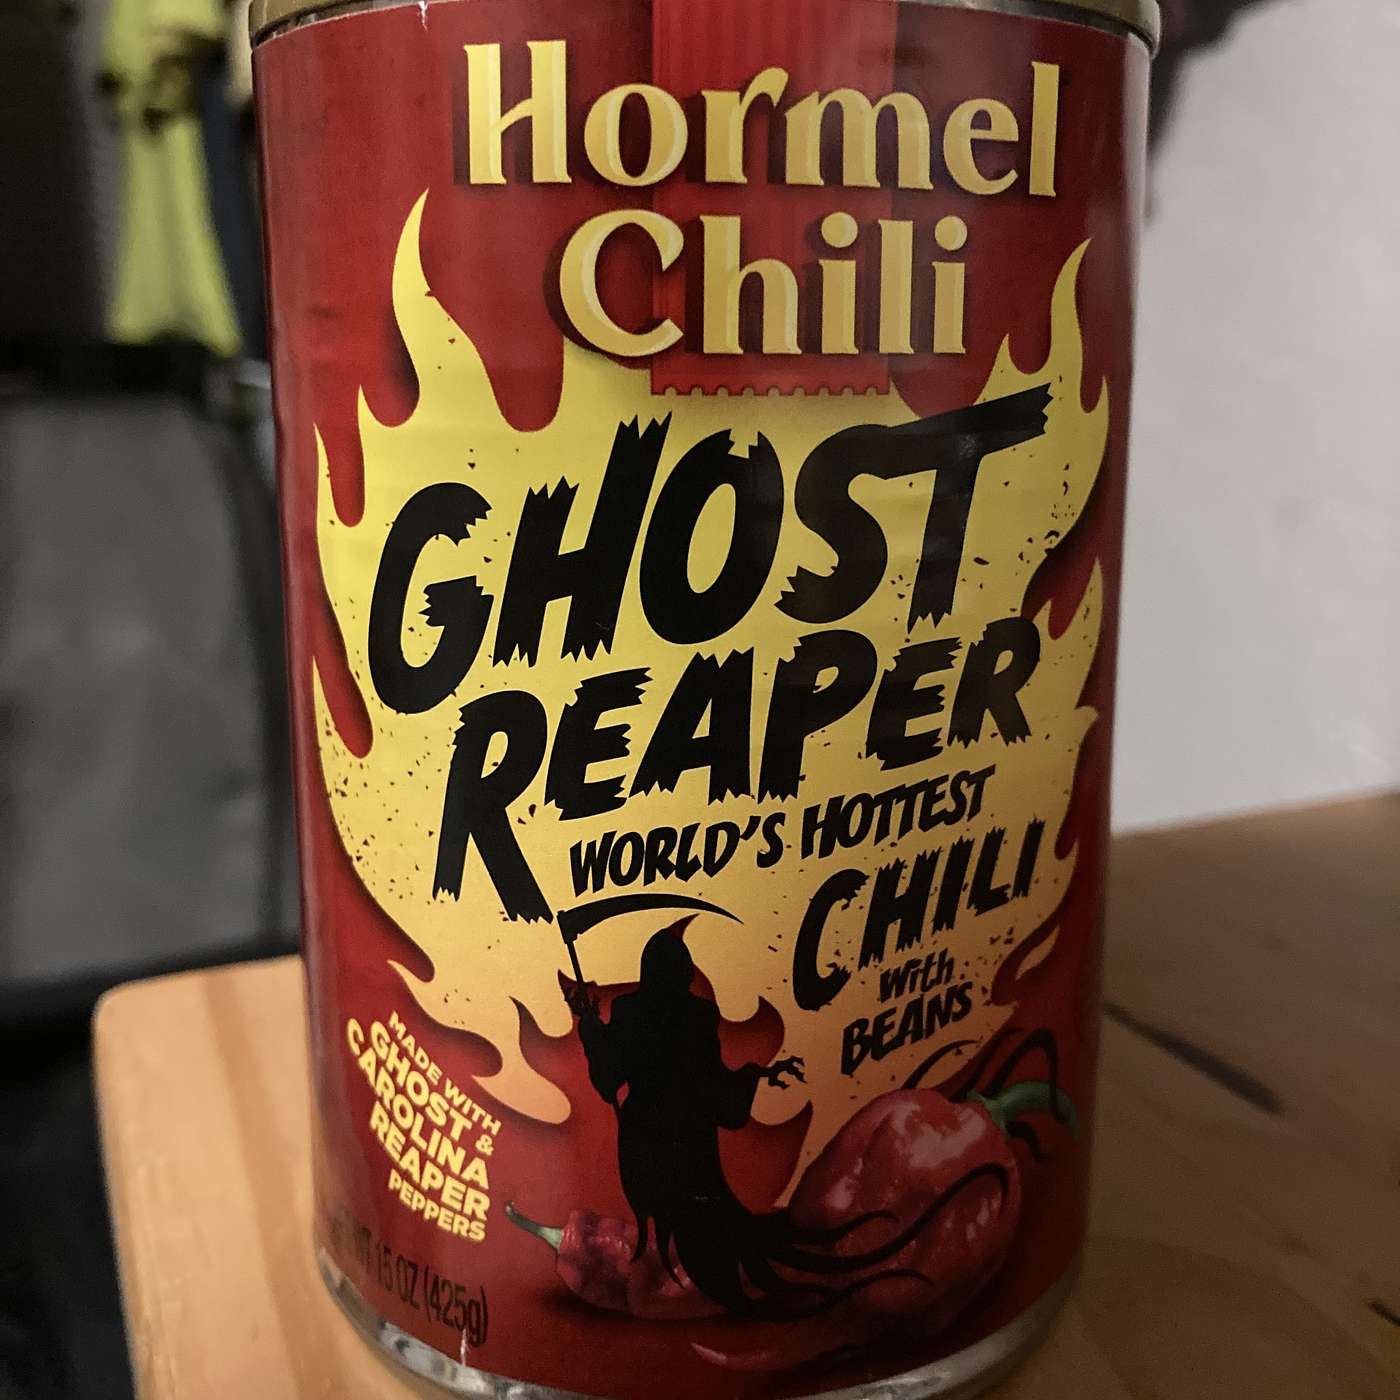 Hormel
Chili
GHOST
REAPER
WORLD'S HOTTEST
CHILI
with
BEANS
MADE WITH
GHOST &
CAROLINA
REAPER
PEPPERS
15 OZ (425g)